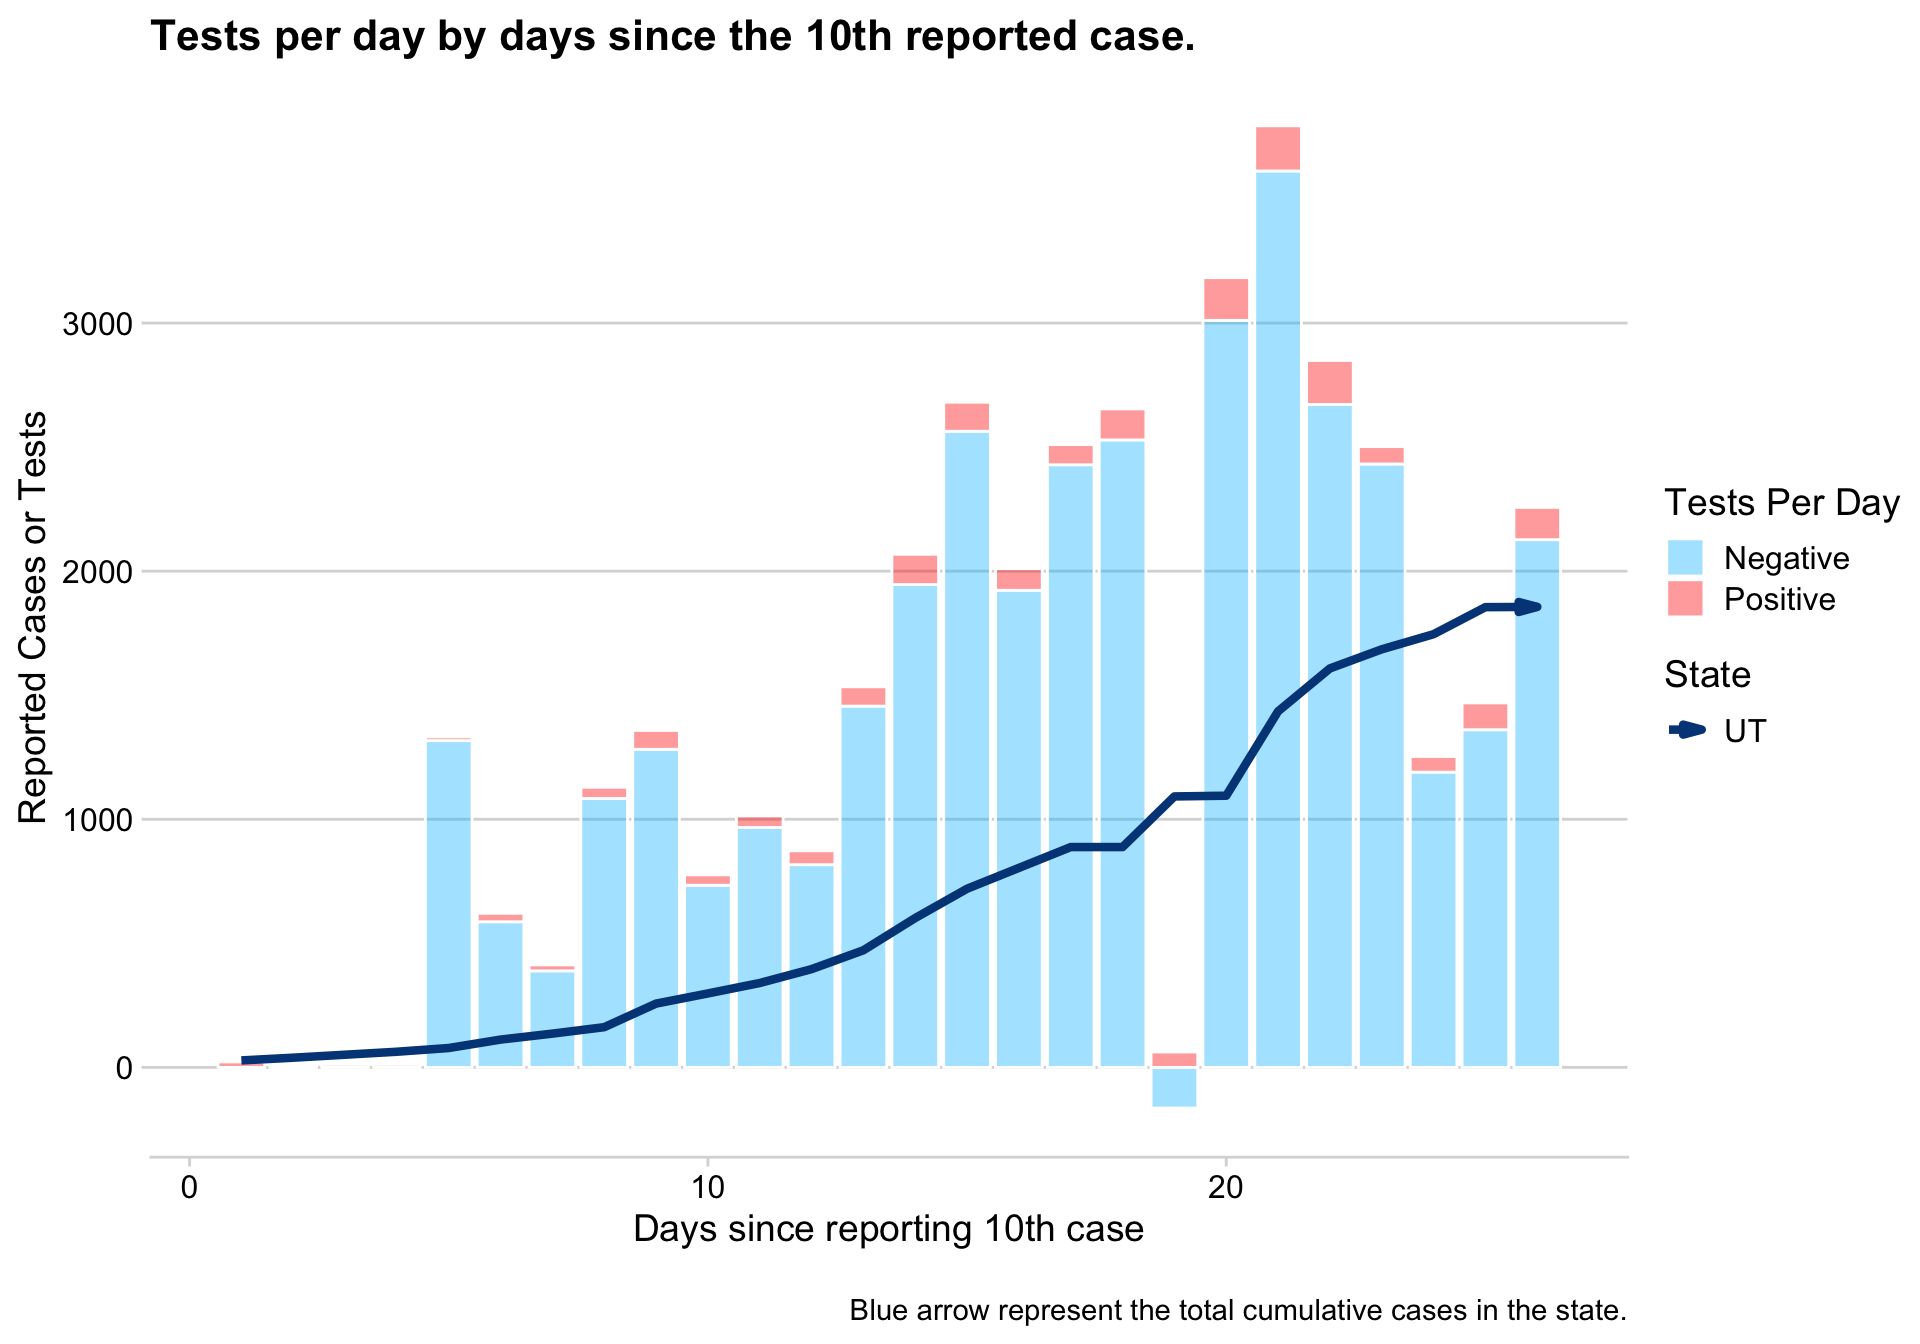 Tests per day by days since the 10th reported case.
Reported Cases or Tests
3000
2000
1000
0
0 10 20
Days since reporting 10th case
Tests Per Day
Negative
Positive
State
UT
Blue arrow represent the total cumulative cases in the state.